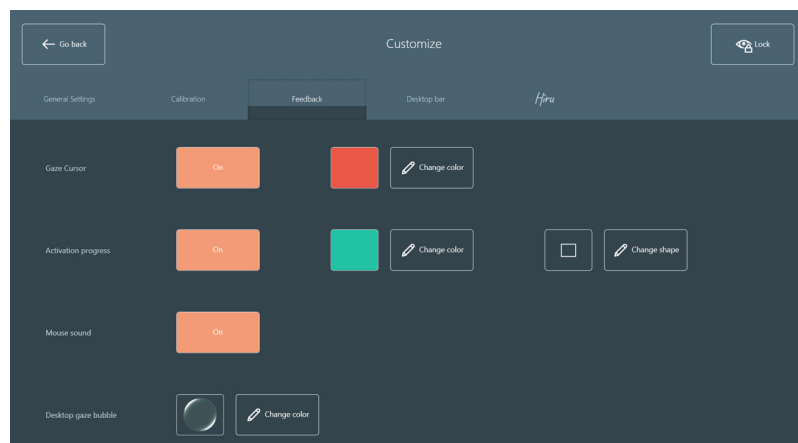 Go back
Customize
Lock
General Settings
Calibration
Feedback
Desktop bar
Hiru
Gaze Cursor
On
Change color
Activation progress
On
Change color
Change shape
Mouse sound
On
Desktop gaze bubble
Change color